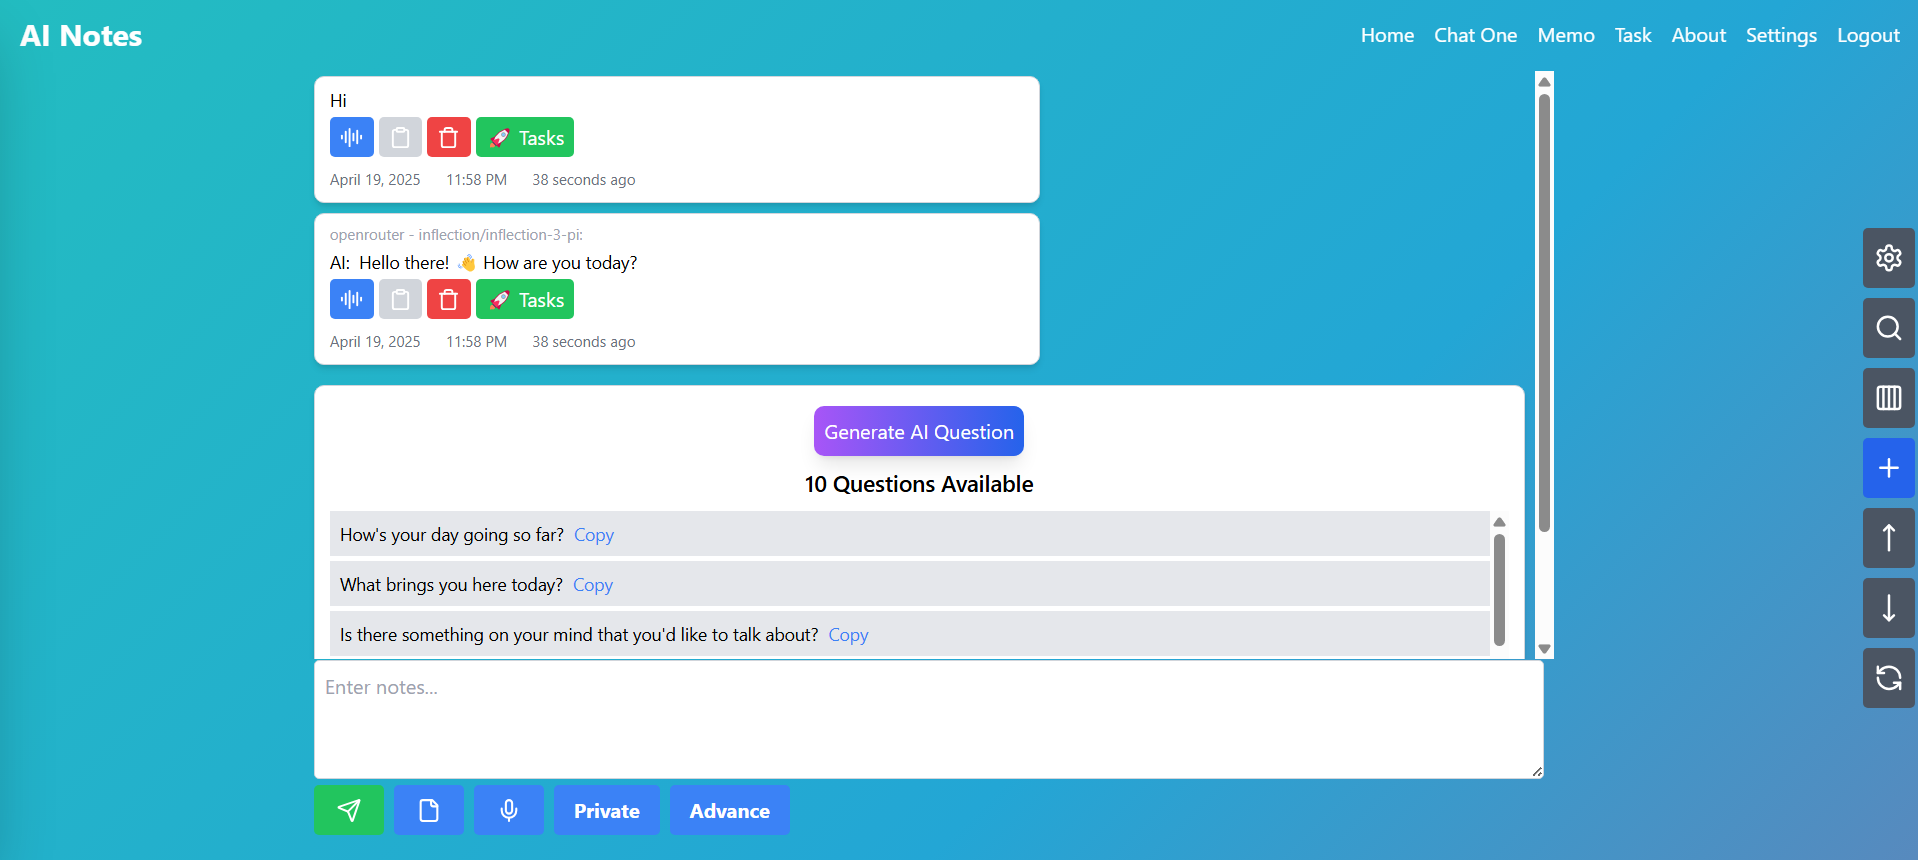 AI Notes
Home Chat One Memo Task About Settings Logout
Hi
🚀 Tasks
April 19, 2025 11:58 PM 38 seconds ago
openrouter - inflection/inflection-3-pi:
AI: Hello there! 👋 How are you today?
🚀 Tasks
April 19, 2025 11:58 PM 38 seconds ago
Generate AI Question
10 Questions Available
How's your day going so far? Copy
What brings you here today? Copy
Is there something on your mind that you'd like to talk about? Copy
Enter notes...
Private Advance